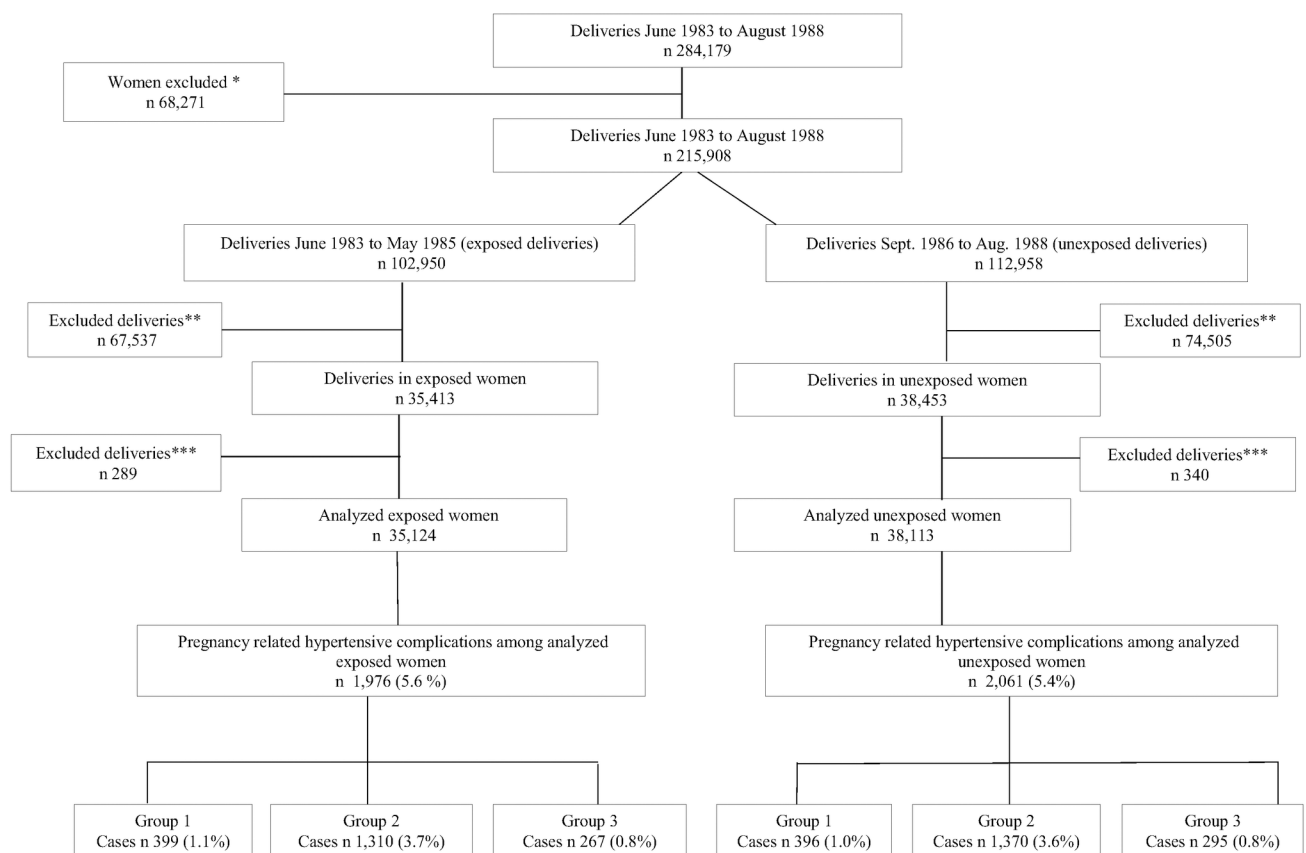 Deliveries June 1983 to August 1988
n 284,179
Women excluded *
n 68,271
Deliveries June 1983 to August 1988
n 215,908
Deliveries June 1983 to May 1985 (exposed deliveries)
n 102,950
Deliveries Sept. 1986 to Aug. 1988 (unexposed deliveries)
n 112,958
Excluded deliveries**
n 67,537
Excluded deliveries**
n 74,505
Deliveries in exposed women
n 35,413
Deliveries in unexposed women
n 38,453
Excluded deliveries***
n 289
Excluded deliveries***
n 340
Analyzed exposed women
n 35,124
Analyzed unexposed women
n 38,113
Pregnancy related hypertensive complications among analyzed
exposed women
n 1,976 (5.6 %)
Pregnancy related hypertensive complications among analyzed
unexposed women
n 2,061 (5.4%)
Group 1
Cases n 399 (1.1%)
Group 2
Cases n 1,310 (3.7%)
Group 3
Cases n 267 (0.8%)
Group 1
Cases n 396 (1.0%)
Group 2
Cases n 1,370 (3.6%)
Group 3
Cases n 295 (0.8%)